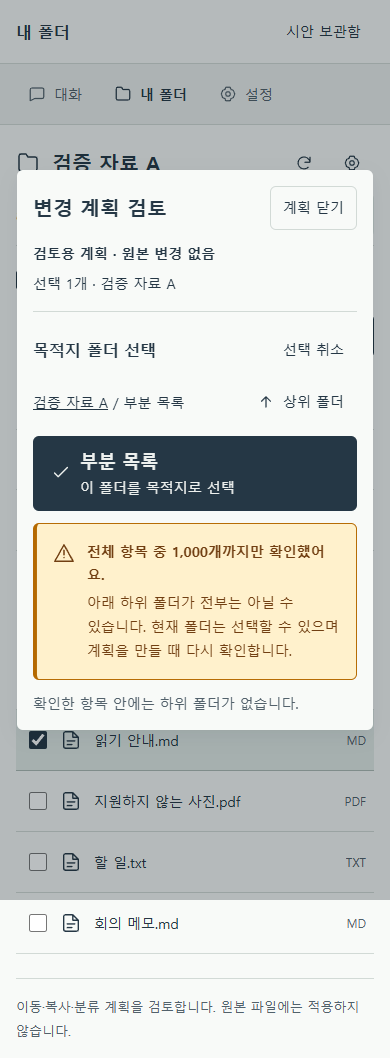 내 폴더
시안 보관함
대화
내 폴더
설정
검증 자료 A
변경 계획 검토
계획 닫기
검토용 계획 · 원본 변경 없음
선택 1개 · 검증 자료 A
목적지 폴더 선택
선택 취소
검증 자료 A / 부분 목록
상위 폴더
부분 목록
이 폴더를 목적지로 선택
전체 항목 중 1,000개까지만 확인했어
요.
아래 하위 폴더가 전부는 아닐 수
있습니다. 현재 폴더는 선택할 수 있으며
계획을 만들 때 다시 확인합니다.
확인한 항목 안에는 하위 폴더가 없습니다.
읽기 안내.md
MD
지원하지 않는 사진.pdf
PDF
할 일.txt
TXT
회의 메모.md
MD
이동·복사·분류 계획을 검토합니다. 원본 파일에는 적용하지
않습니다.